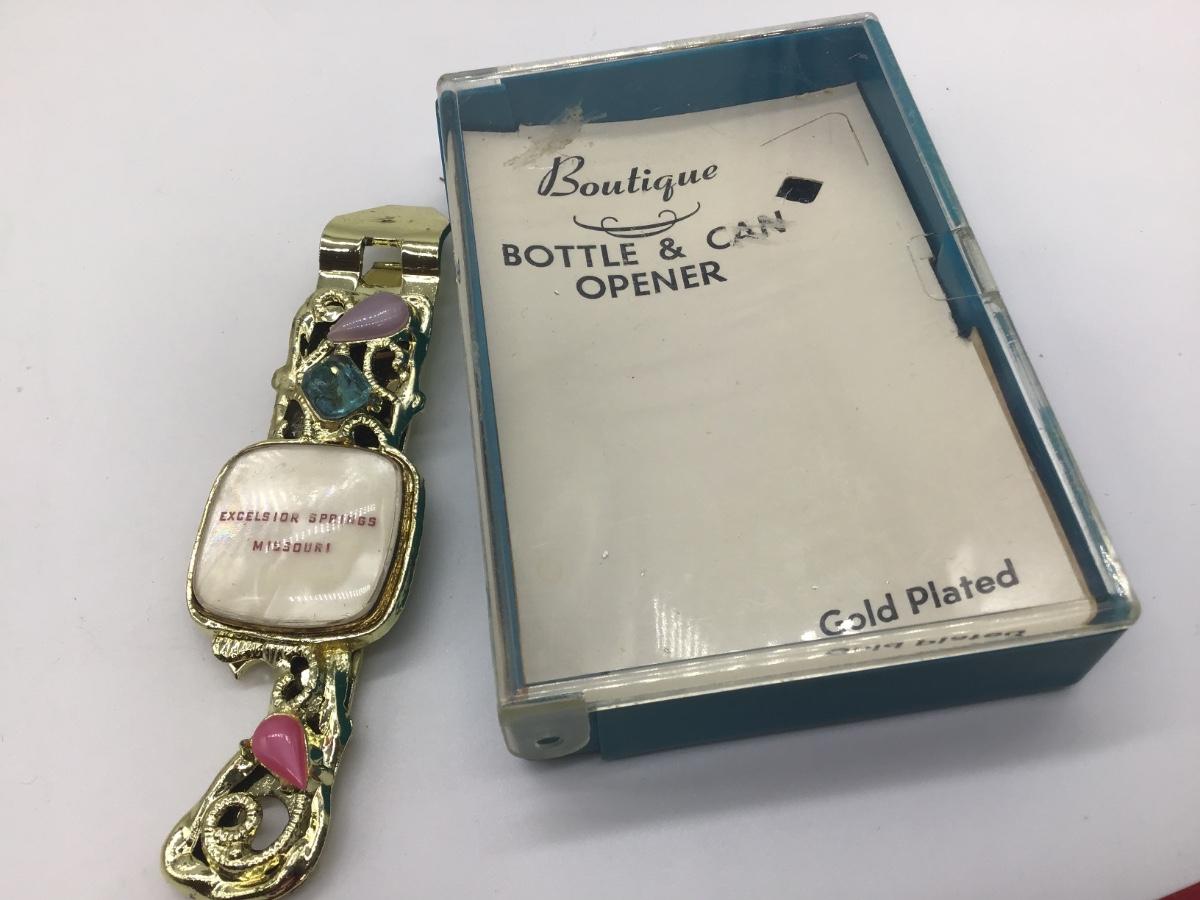 Boutique
BOTTLE & CAN
OPENER
EXCELSIOR SPRINGS
MISSOURI
Gold Plated